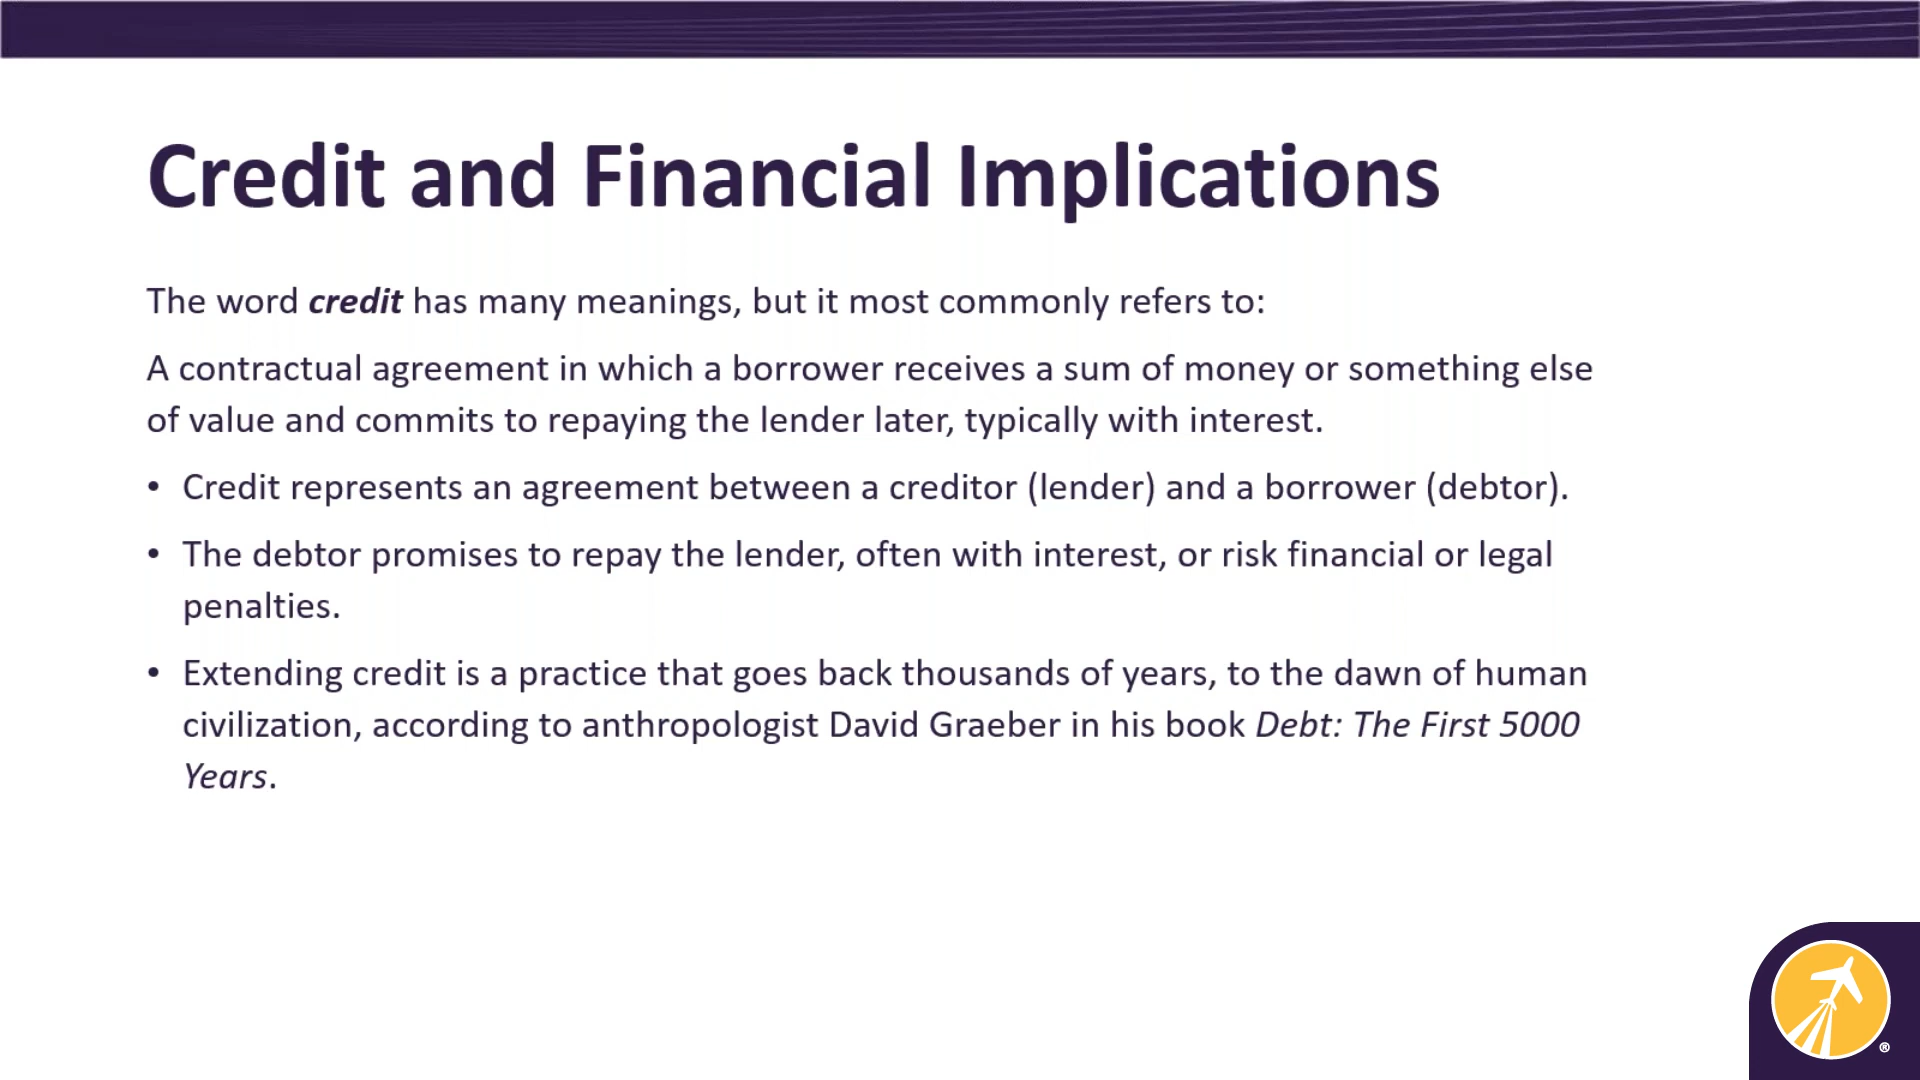 Credit and Financial Implications
The word credit has many meanings, but it most commonly refers to:
A contractual agreement in which a borrower receives a sum of money or something else
of value and commits to repaying the lender later, typically with interest.
• Credit represents an agreement between a creditor (lender) and a borrower (debtor).
• The debtor promises to repay the lender, often with interest, or risk financial or legal
penalties.
• Extending credit is a practice that goes back thousands of years, to the dawn of human
civilization, according to anthropologist David Graeber in his book Debt: The First 5000
Years.
®